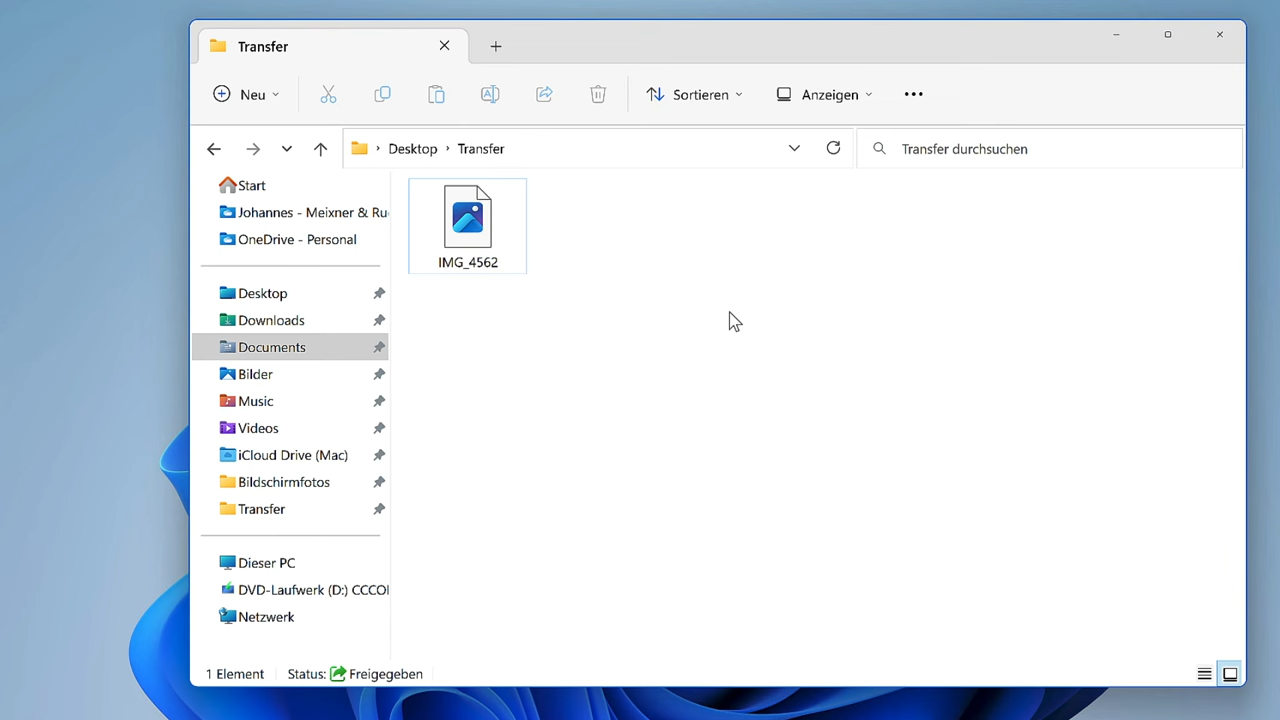 Transfer
Neu
Sortieren
Anzeigen
Desktop
Transfer
Transfer durchsuchen
Start
Johannes - Meixner & Ru
OneDrive - Personal
Desktop
Downloads
Documents
Bilder
Music
Videos
iCloud Drive (Mac)
Bildschirmfotos
Transfer
Dieser PC
DVD-Laufwerk (D:) CCCO
Netzwerk
IMG_4562
1 Element
Status: Freigegeben